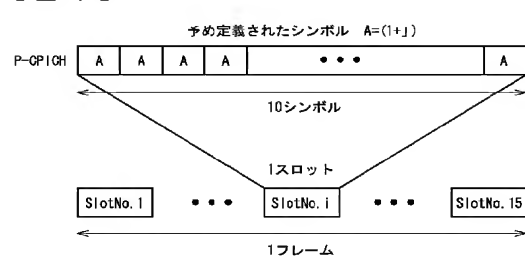 予め定義されたシンボル A=(1+j)
P-CPICH A A A A ・・・ A
10シンボル
1スロット
SlotNo.1 ・・・ SlotNo.i ・・・ SlotNo.15
1フレーム